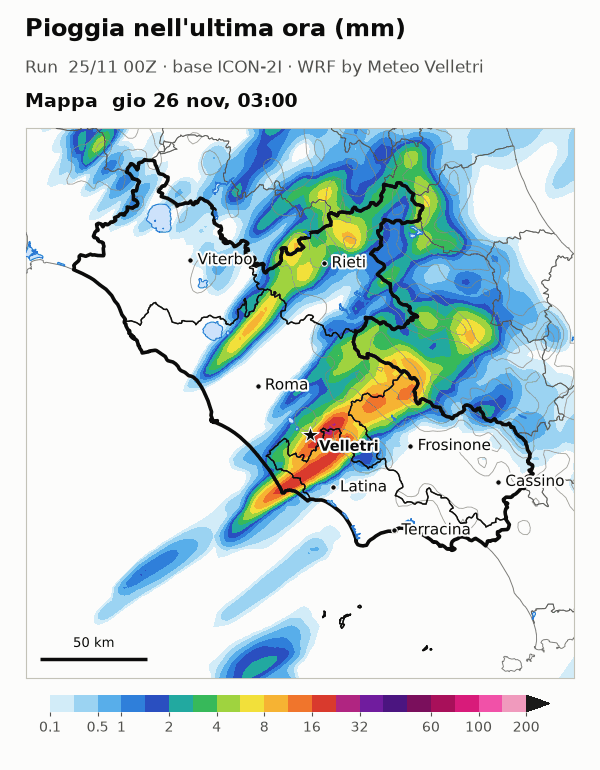 Pioggia nell'ultima ora (mm)
Run 25/11 00Z · base ICON-2I · WRF by Meteo Velletri
Mappa gio 26 nov, 03:00
Viterbo
Rieti
Roma
Velletri
Frosinone
Latina
Cassino
Terracina
50 km
0.1 0.5 1 2 4 8 16 32 60 100 200